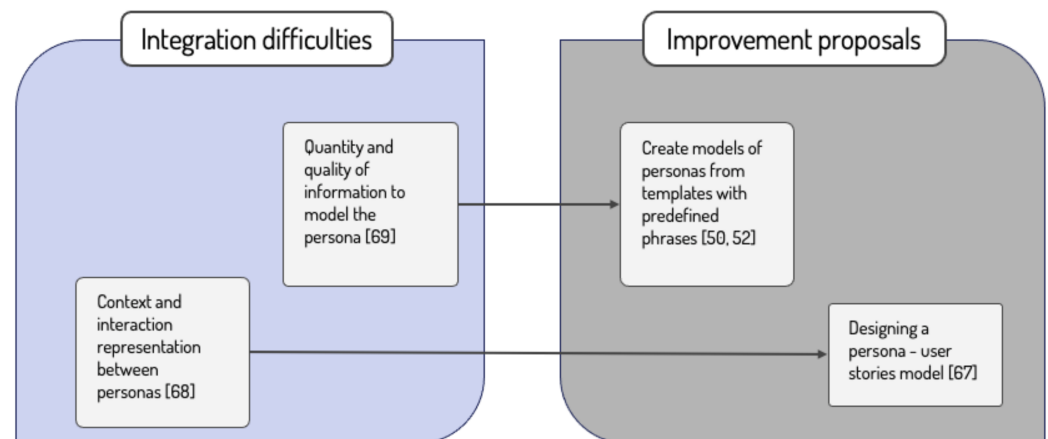 Integration difficulties
Improvement proposals
Quantity and
quality of
information to
model the
persona [69]
Create models of
personas from
templates with
predefined
phrases [50, 52]
Context and
interaction
representation
between
personas [68]
Designing a
persona - user
stories model [67]